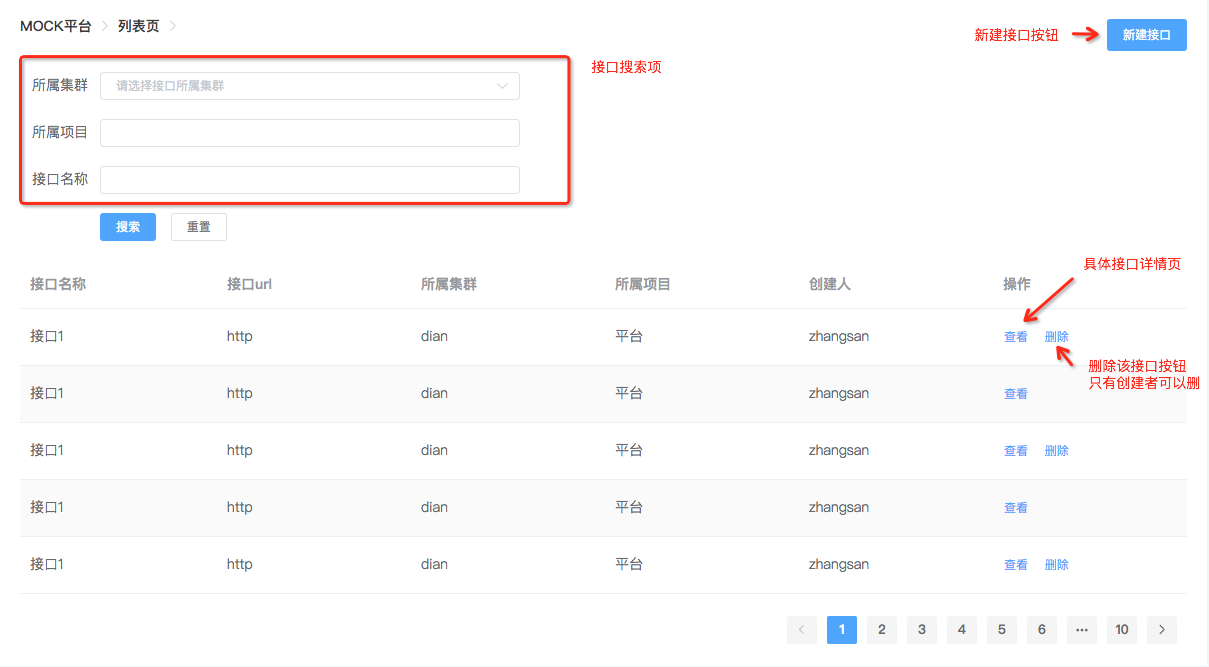 MOCK平台 > 列表页 >
新建接口按钮
新建接口
接口搜索项
所属集群 请选择接口所属集群
所属项目
接口名称
搜索 重置
具体接口详情页
接口名称 接口url 所属集群 所属项目 创建人 操作
接口1 http dian 平台 zhangsan 查看 删除
删除该接口按钮
只有创建者可以删
接口1 http dian 平台 zhangsan 查看
接口1 http dian 平台 zhangsan 查看 删除
接口1 http dian 平台 zhangsan 查看
接口1 http dian 平台 zhangsan 查看 删除
< 1 2 3 4 5 6 ••• 10 >